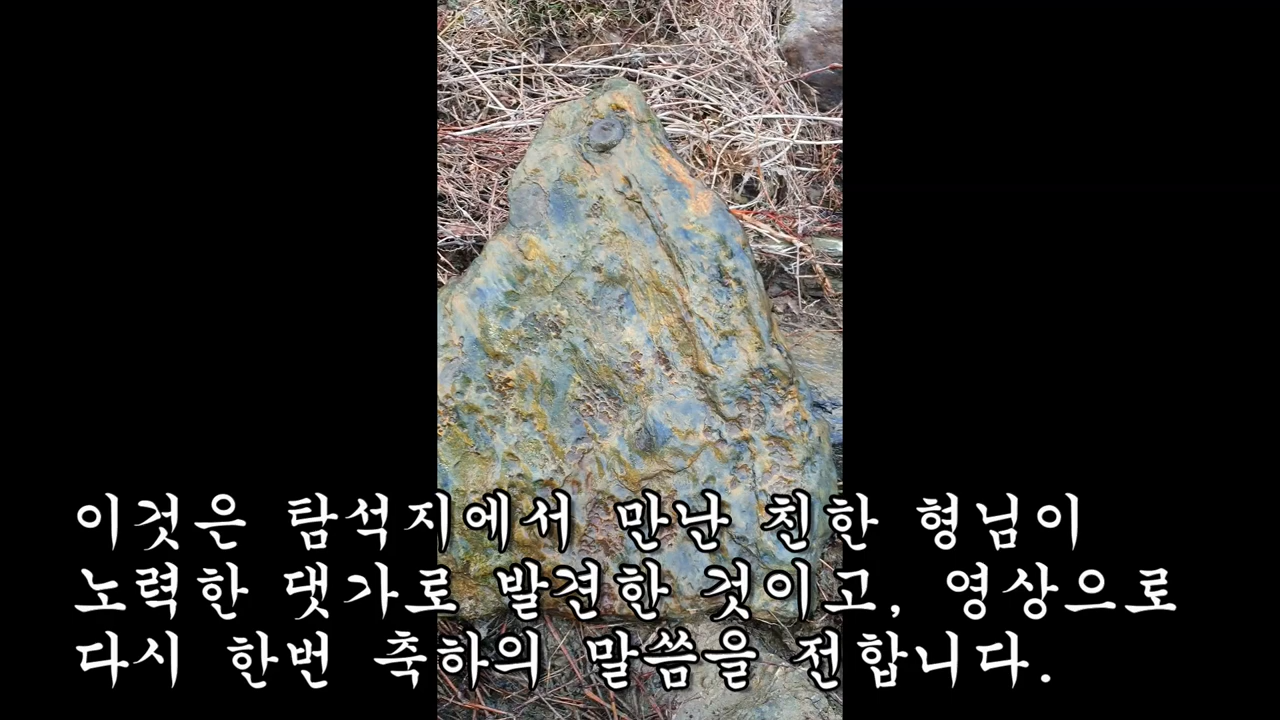 이것은 탐석지에서 만난 친한 형님이
노력한 댓가로 발견한 것이고, 영상으로
다시 한번 축하의 말씀을 전합니다.